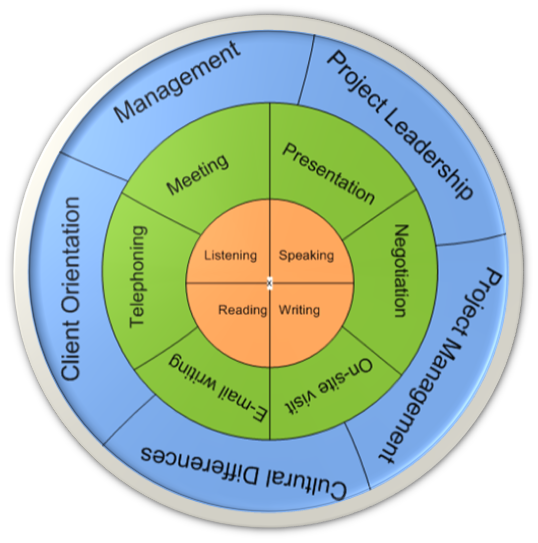 Management
Project Leadership
Project Management
Cultural Differences
Client Orientation
Meeting
Presentation
Negotiation
On-site visit
E-mail writing
Telephoning
Listening
Speaking
Reading
Writing